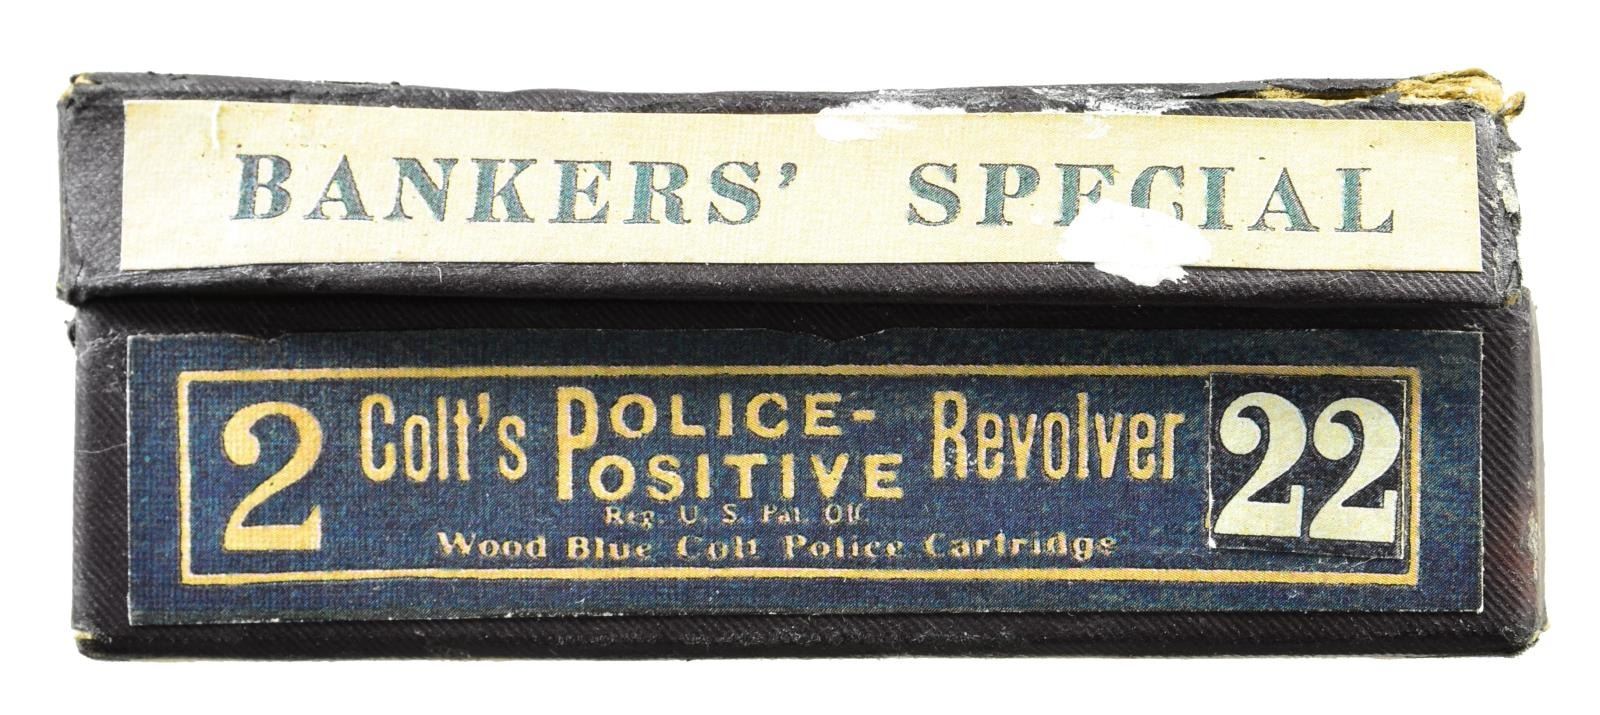 BANKERS' SPECIAL
2 Colt's POLICE-POSITIVE Revolver 22
Reg. U. S. Pat. Off.
Wood Blue Colt Police Cartridge